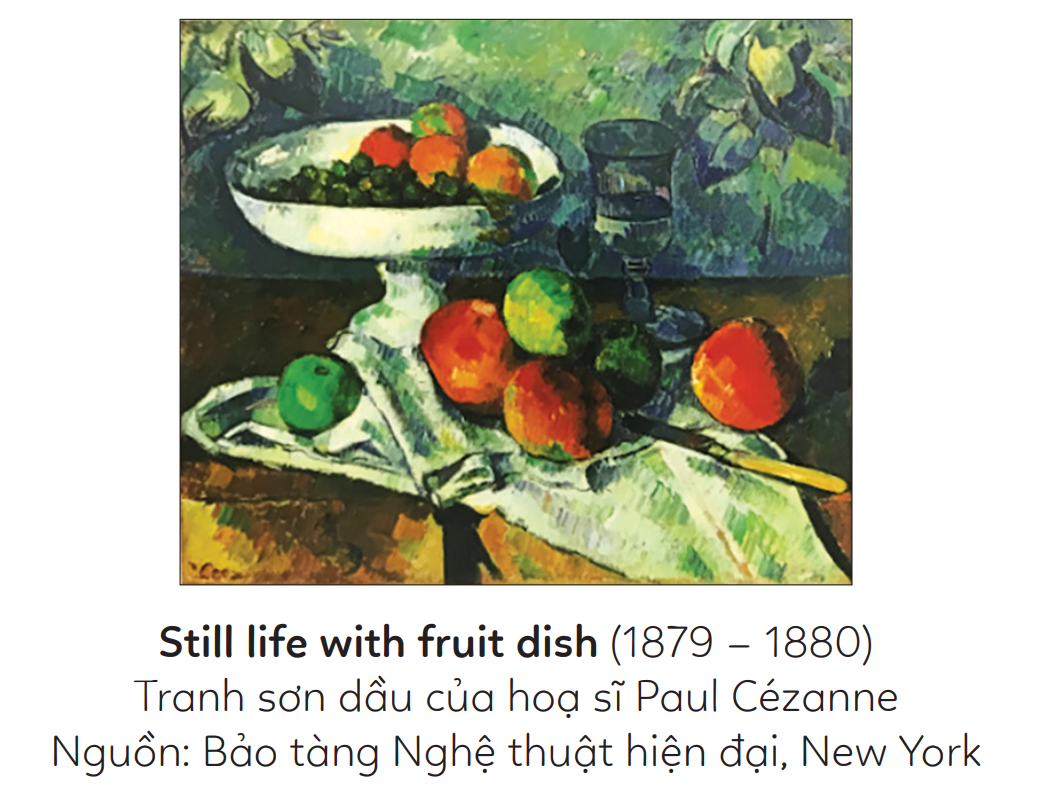 Still life with fruit dish (1879 – 1880)
Tranh sơn dầu của hoạ sĩ Paul Cézanne
Nguồn: Bảo tàng Nghệ thuật hiện đại, New York